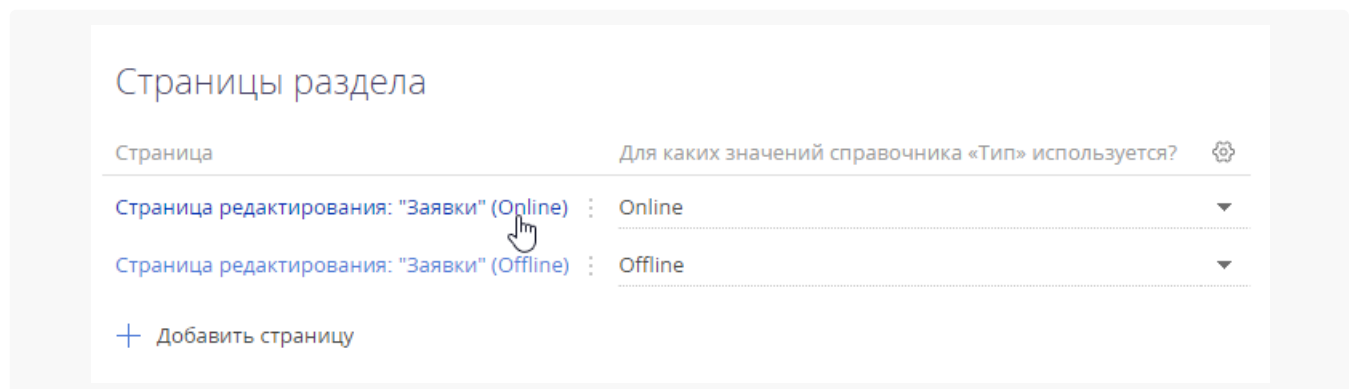 Страницы раздела
Страница Для каких значений справочника «Тип» используется?
Страница редактирования: "Заявки" (Online) Online
Страница редактирования: "Заявки" (Offline) Offline
+ Добавить страницу